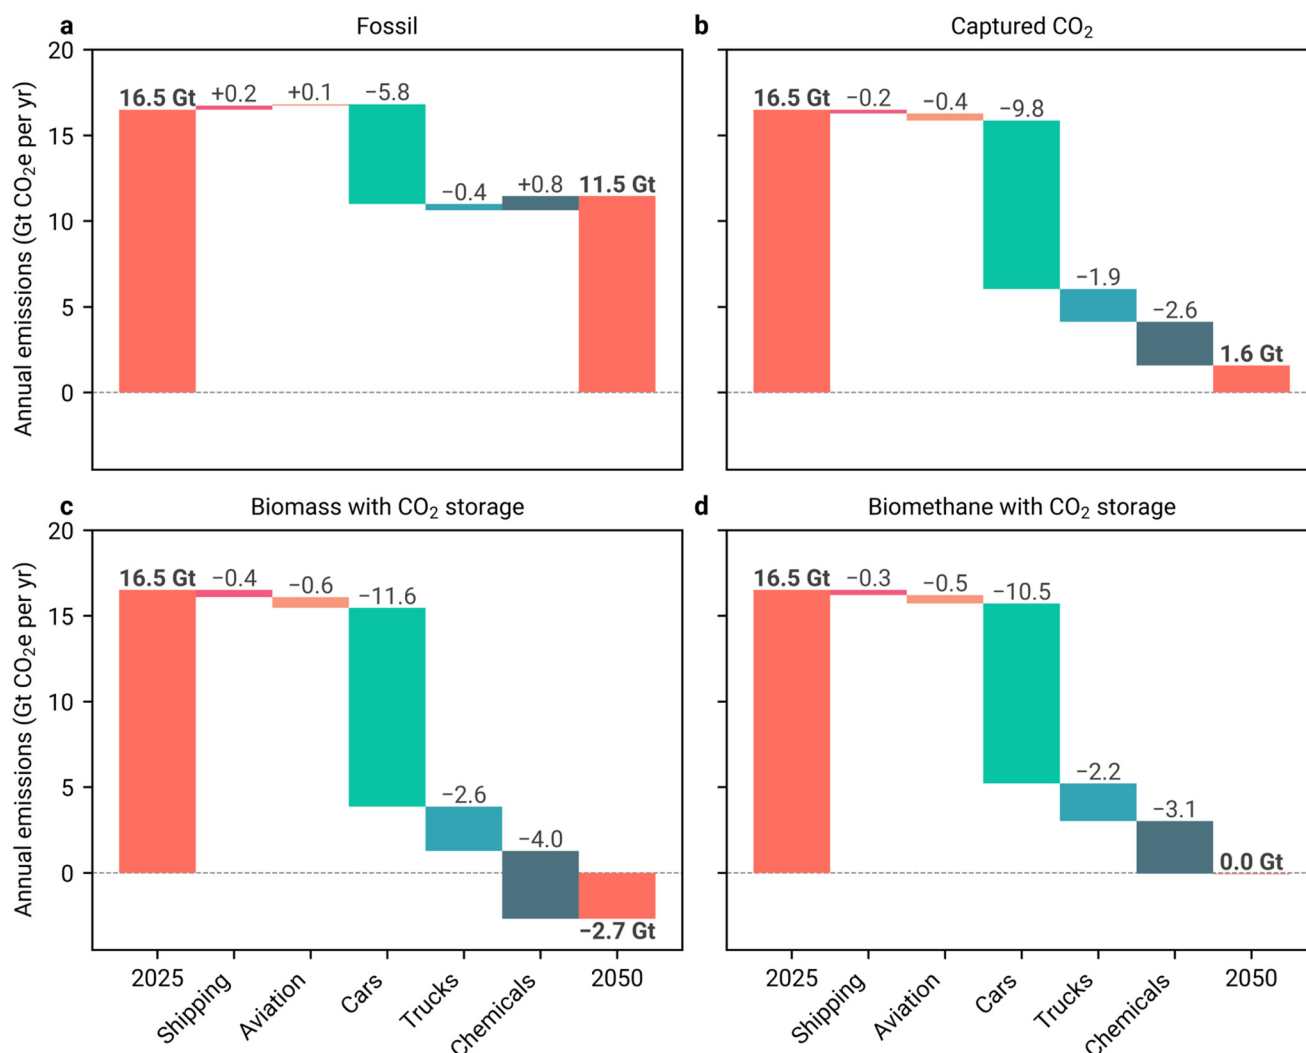 a
Fossil
20
15
10
5
0
Annual emissions (Gt CO₂e per yr)
16.5 Gt
+0.2
+0.1
−5.8
−0.4
+0.8
11.5 Gt
b
Captured CO₂
16.5 Gt
−0.2
−0.4
−9.8
−1.9
−2.6
1.6 Gt
c
Biomass with CO₂ storage
20
15
10
5
0
Annual emissions (Gt CO₂e per yr)
16.5 Gt
−0.4
−0.6
−11.6
−2.6
−4.0
−2.7 Gt
2025
Shipping
Aviation
Cars
Trucks
Chemicals
2050
d
Biomethane with CO₂ storage
16.5 Gt
−0.3
−0.5
−10.5
−2.2
−3.1
0.0 Gt
2025
Shipping
Aviation
Cars
Trucks
Chemicals
2050